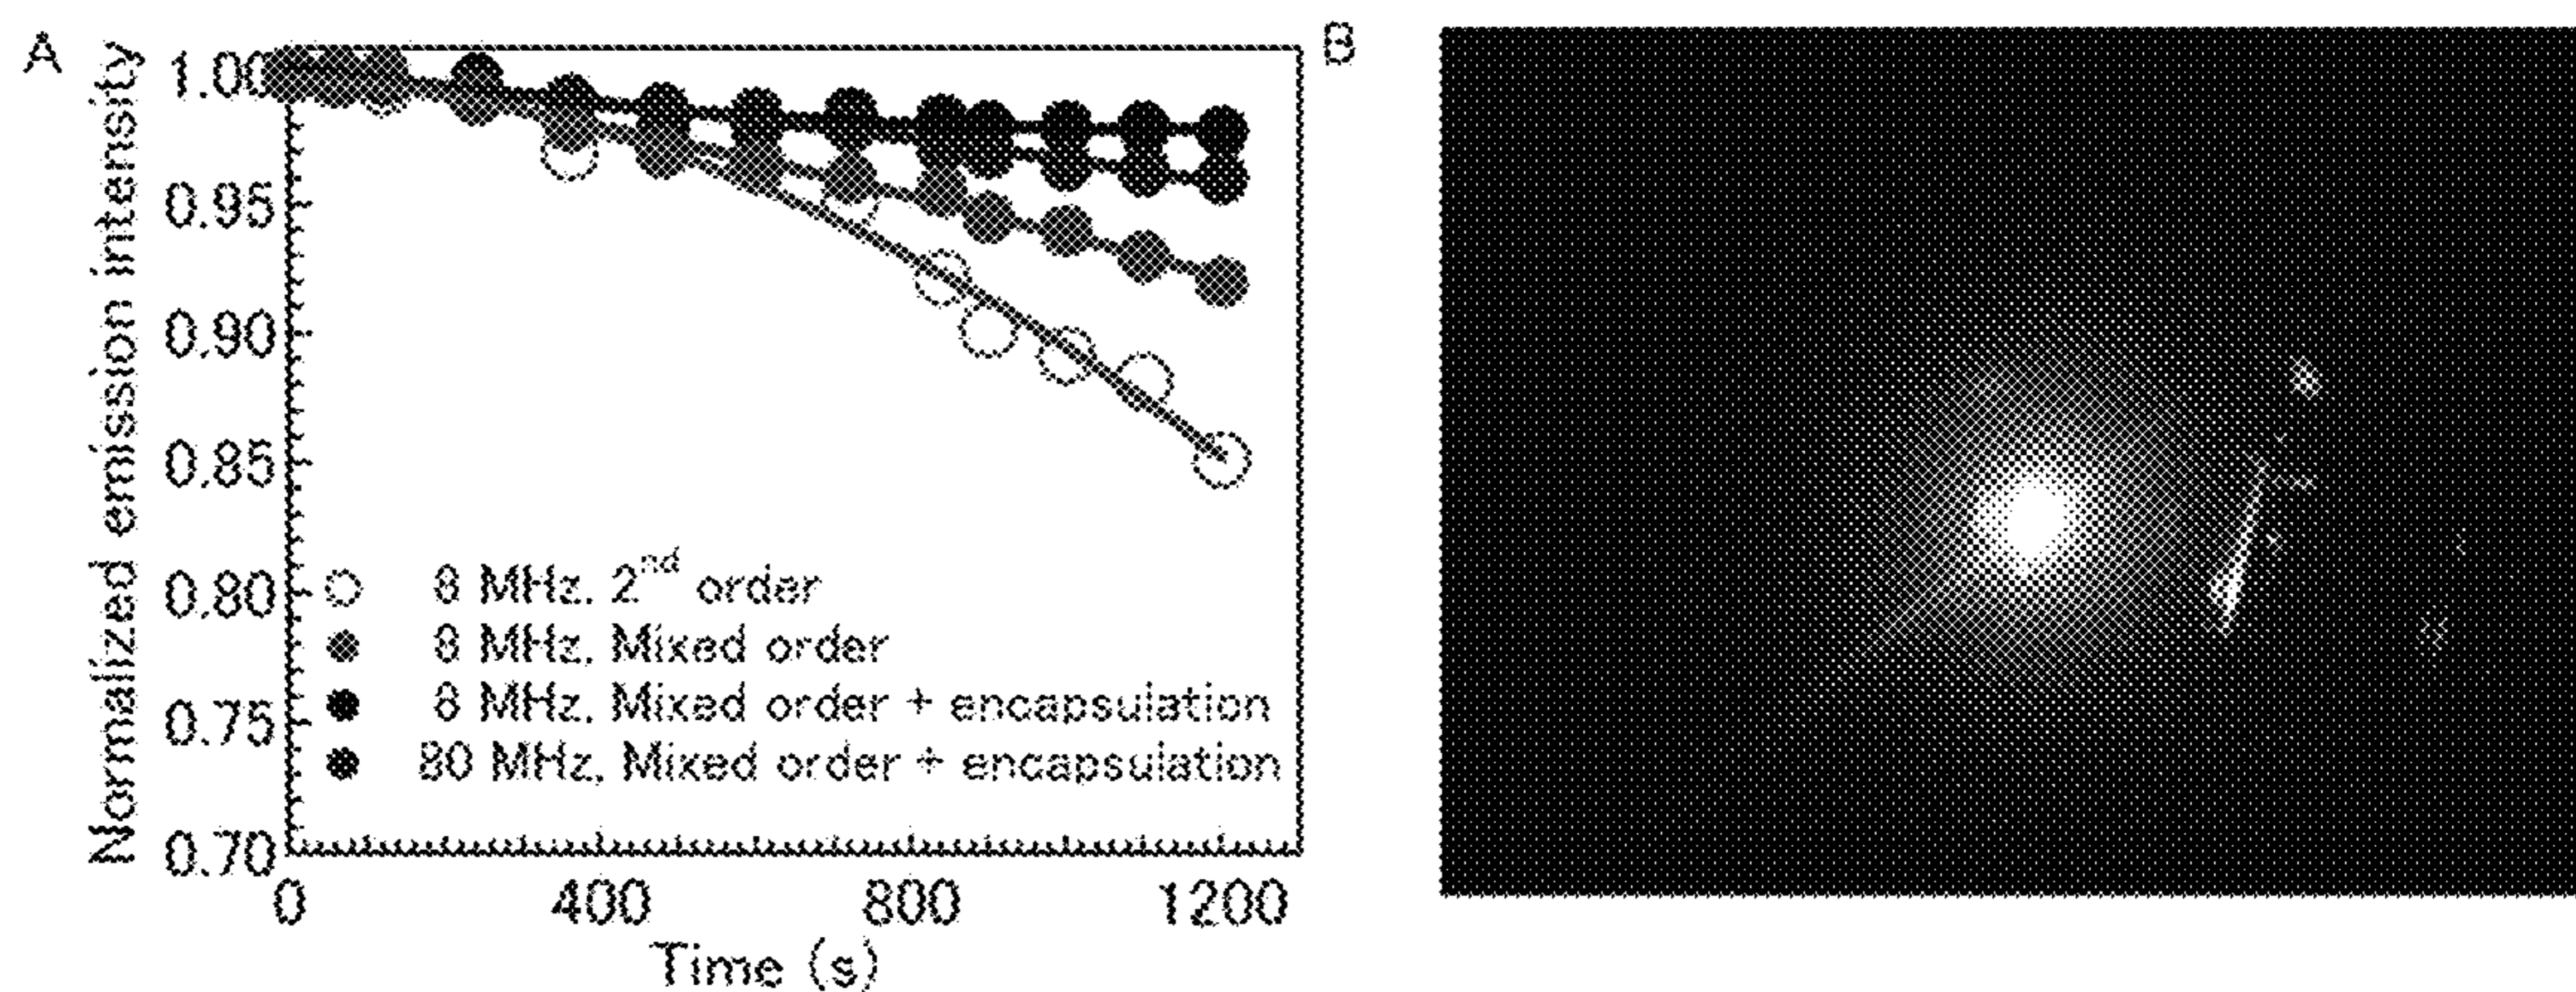 A
B
Normalized emission intensity
1.00
0.95
0.90
0.85
0.80
0.75
0.70
8 MHz, 2nd order
8 MHz, Mixed order
8 MHz, Mixed order + encapsulation
80 MHz, Mixed order + encapsulation
0 400 800 1200
Time (s)